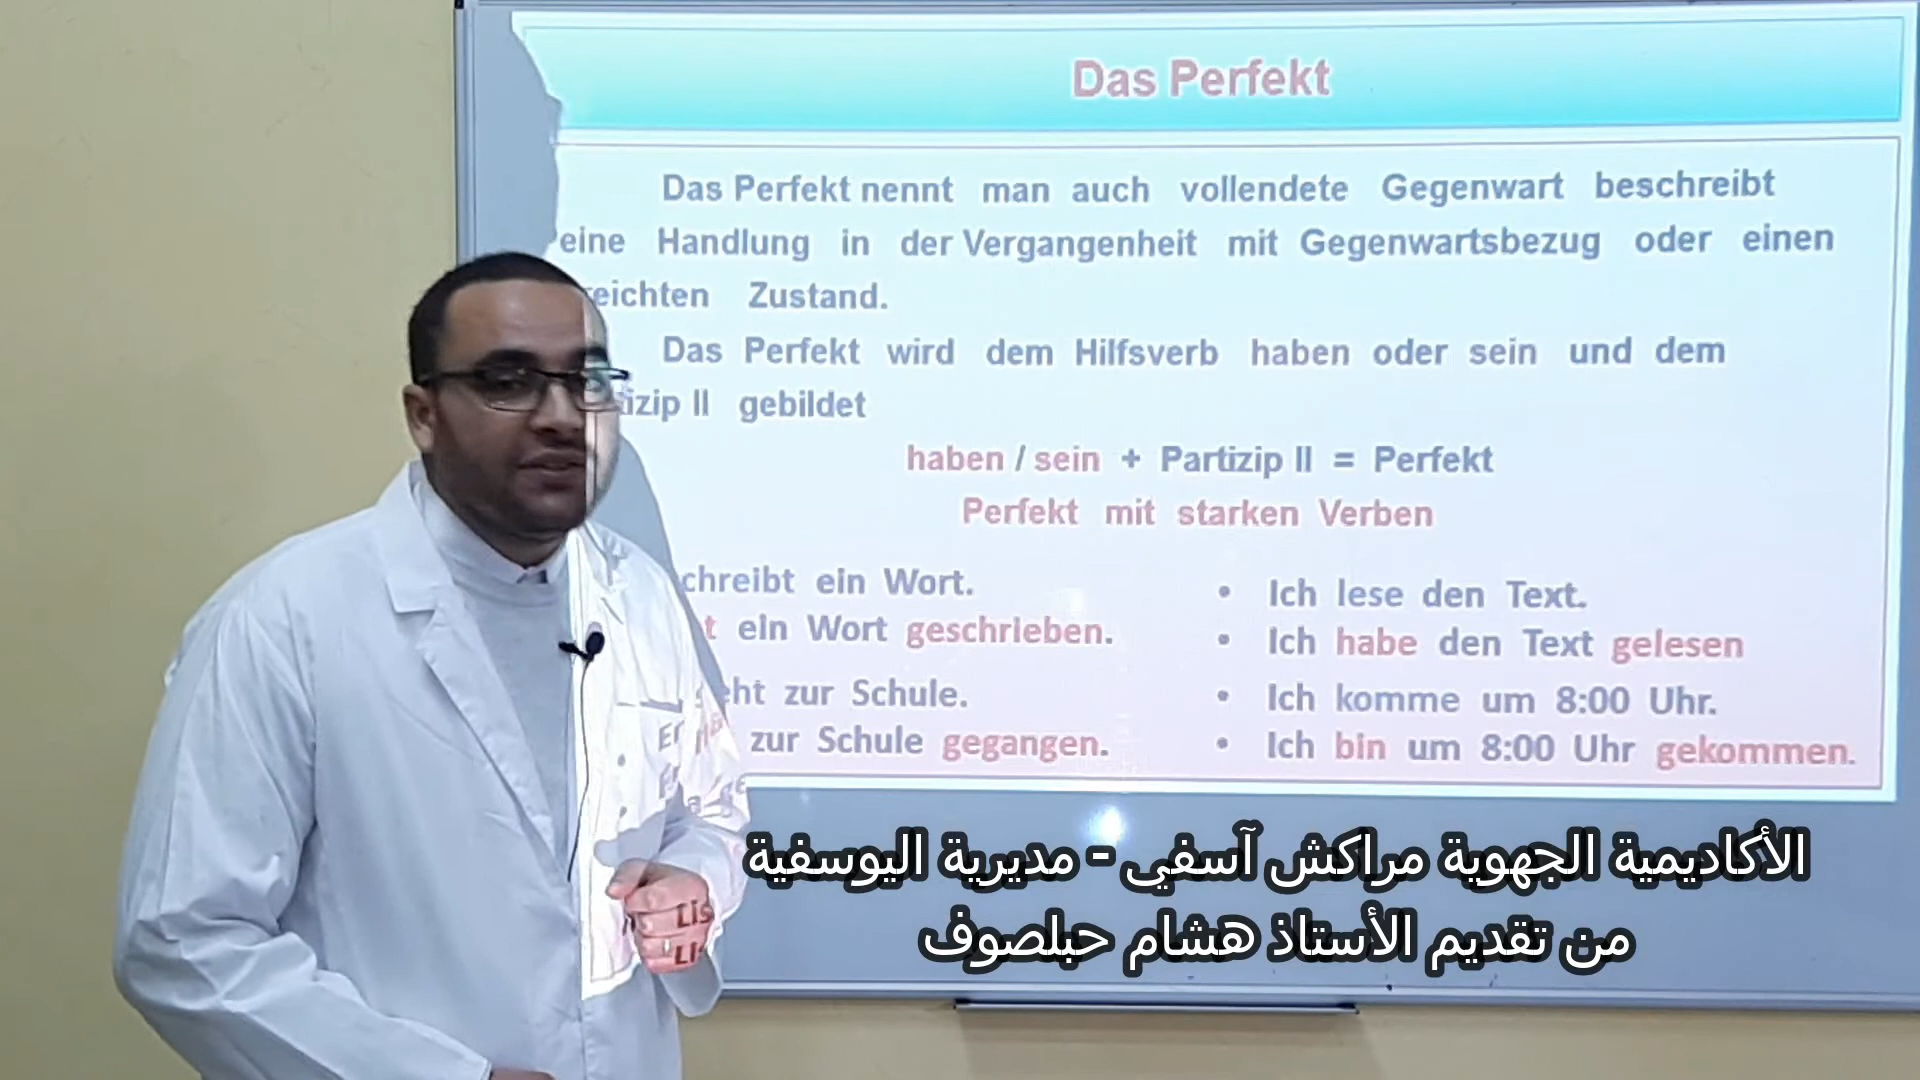 Das Perfekt
Das Perfekt nennt man auch vollendete Gegenwart beschreibt
eine Handlung in der Vergangenheit mit Gegenwartsbezug oder einen
Zustand.
Das Perfekt wird dem Hilfsverb haben oder sein und dem
II gebildet
haben / sein + Partizip II = Perfekt
Perfekt mit starken Verben
ein Wort.
ein Wort geschrieben.
zur Schule.
zur Schule gegangen.
• Ich lese den Text.
• Ich habe den Text gelesen
• Ich komme um 8:00 Uhr.
• Ich bin um 8:00 Uhr gekommen.
الأكاديمية الجهوية مراكش آسفي - مديرية اليوسفية
من تقديم الأستاذ هشام حبلصوف